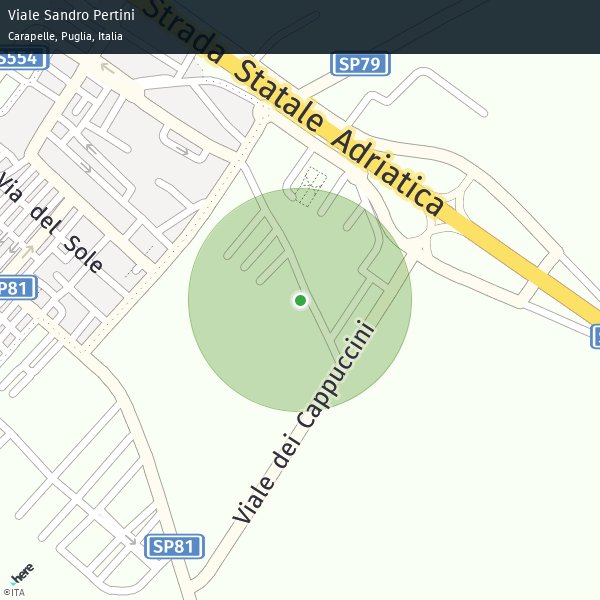 Viale Sandro Pertini
Carapelle, Puglia, Italia
Strada Statale Adriatica
SS554
SP79
Via del Sole
SP81
Viale dei Cappuccini
SP81
here
©ITA